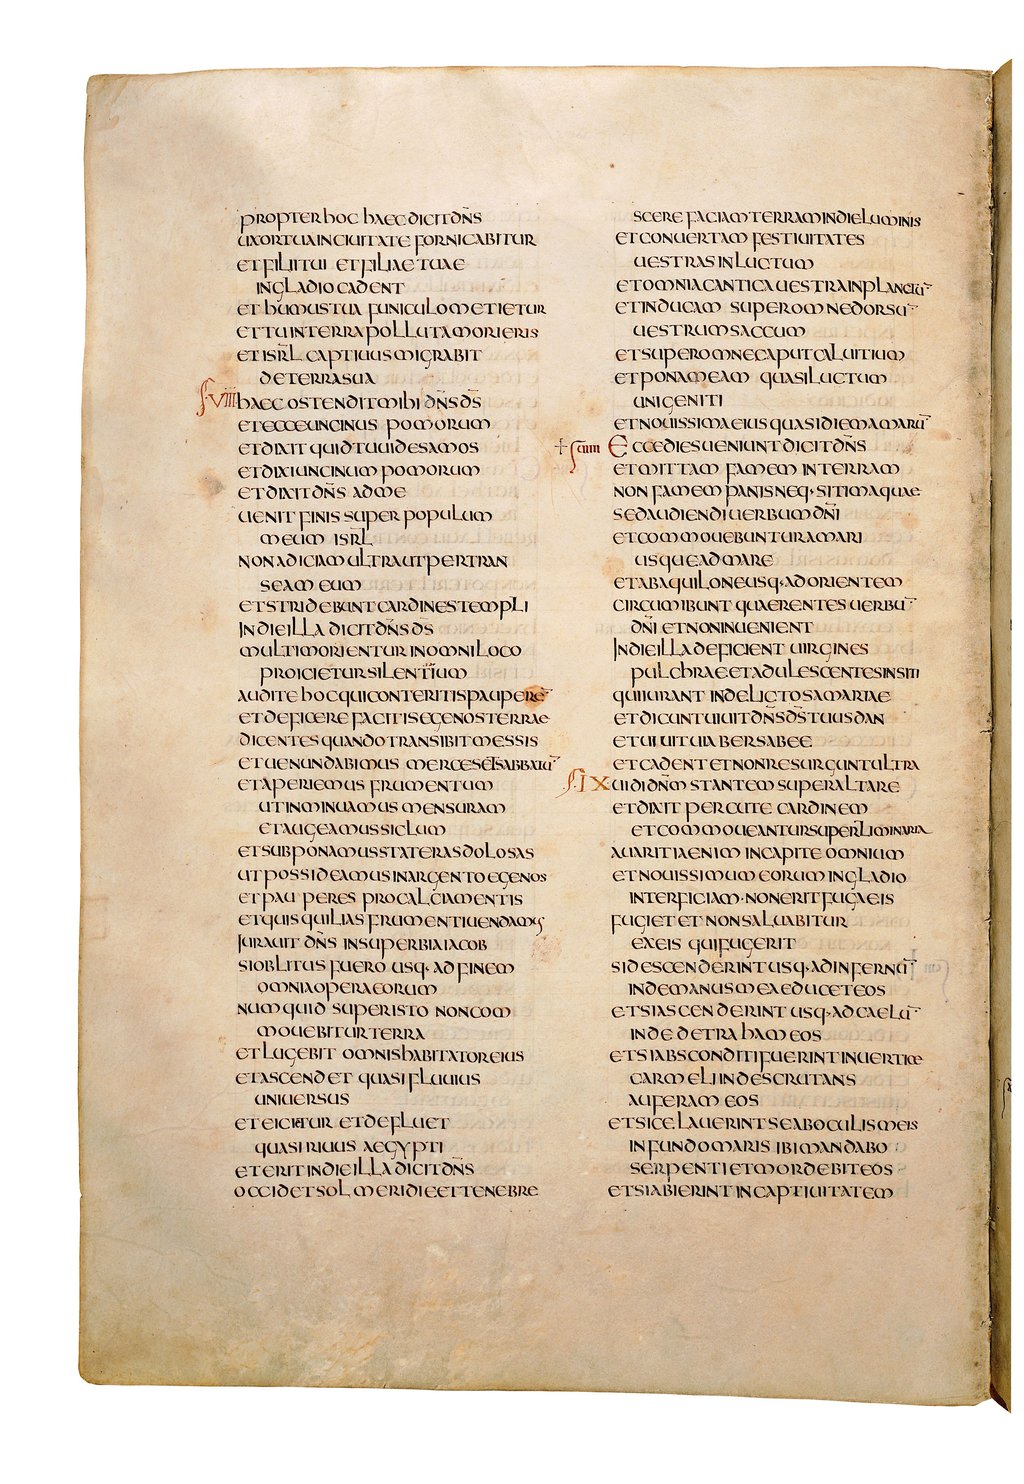 propter hoc haec dicit dn̄s
uxor tua in ciuitate fornicabitur
et filii tui et filiae tuae
in gladio cadent
et humus tua funiculo metietur
et tu in terra polluta morieris
et isrl̄ captiuus migrabit
de terra sua
VIII haec ostendit mihi dn̄s ds̄
et ecce uncinus pomorum
et dixit quid tu uides amos
et dixi uncinum pomorum
et dixit dn̄s ad me
uenit finis super populum
meum isrl̄
non adiciam ultra ut pertran
seam eum
et stridebunt cardines templi
in die illa dicit dn̄s ds̄
multi morientur in omni loco
proicietur silentium
audite hoc qui conteritis pauperē
et deficere facitis egenos terrae
dicentes quando transibit messis
et uenundabimus merces et sabbatū
et aperiemus frumentum
ut inminuamus mensuram
et augeamus siclum
et subponamus stateras dolosas
ut possideamus in argento egenos
et pauperes pro calciamentis
et quisquilias frumenti uendamus
iurauit dn̄s in superbia iacob
si oblitus fuero usq· ad finem
omnia opera eorum
numquid super isto non com
mouebitur terra
et lugebit omnis habitator eius
et ascendet quasi fluuius
uniuersus
et eicietur et defluet
quasi riuus aegypti
et erit in die illa dicit dn̄s
occidet sol meridie et tenebre
scere faciam terram in die luminis
et conuertam festiuitates
uestras in luctum
et omnia cantica uestra in planctū
et inducam super omne dorsū
uestrum saccum
et super omne caput caluitium
et ponam eam quasi luctum
unigeniti
et nouissima eius quasi diem amarū
+ Ecce dies ueniunt dicit dn̄s
et mittam famem in terram
non famem panis neq· sitim aquae
sed audiendi uerbum dn̄i
et commouebuntur a mari
usque ad mare
et ab aquilone usq· ad orientem
circumibunt quaerentes uerbū
dn̄i et non inuenient
in die illa deficient uirgines
pulchrae et adulescentes in siti
qui iurant in delicto samariae
et dicunt uiuit dn̄s ds̄ tuus dan
et uiuit uia bersabee
et cadent et non resurgunt ultra
IX uidi dn̄m stantem super altare
et dixit percute cardinem
et commoueantur superliminaria
auaritia enim in capite omnium
et nouissimum eorum in gladio
interficiam· non erit fuga eis
fugiet et non saluabitur
ex eis qui fugerit
si descenderint usq· ad infernū
inde manus mea educet eos
et si ascenderint usq· ad caelū
inde detraham eos
et si absconditi fuerint in uertice
carmeli inde scrutans
auferam eos
et si celauerint se ab oculis meis
in fundo maris ibi mandabo
serpenti et mordebit eos
et si abierint in captiuitatem